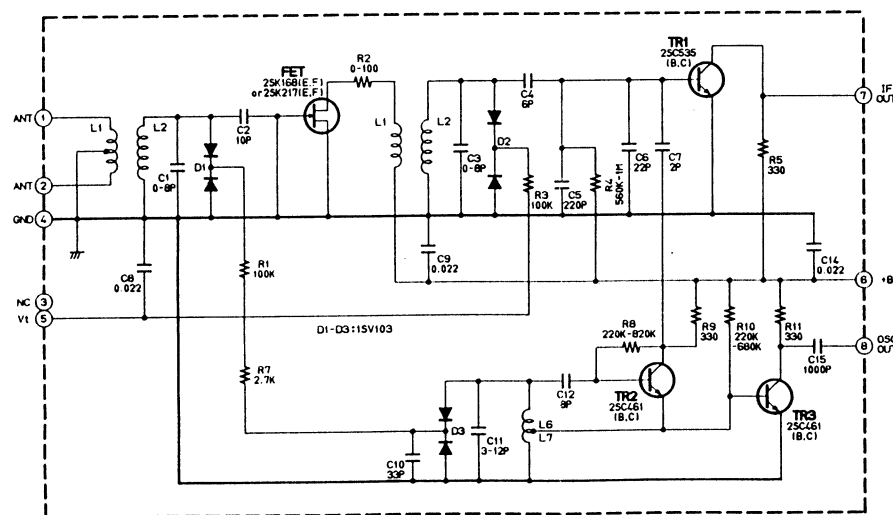 FET
2SK168(E,F)
or 2SK217(E,F)
R2
0-100
TR1
2SC535
(B,C)
ANT 1
L1
L2
C2
10P
C1
0-8P
D1
L1
L2
C3
0-8P
C4
6P
D2
R3
100K
C5
220P
R4
560K-1M
C6
22P
C7
2P
R5
330
7 IF
OUT
ANT 2
GND 4
C8
0.022
R1
100K
C9
0.022
C14
0.022
6 +B
NC 3
Vt 5
D1-D3:1SV103
R7
2.7K
R8
220K-820K
R9
330
R10
220K
-680K
R11
330
C15
1000P
8 OSC
OUT
C12
8P
TR2
2SC461
(B,C)
TR3
2SC461
(B,C)
D3
C10
33P
C11
3-12P
L6
L7